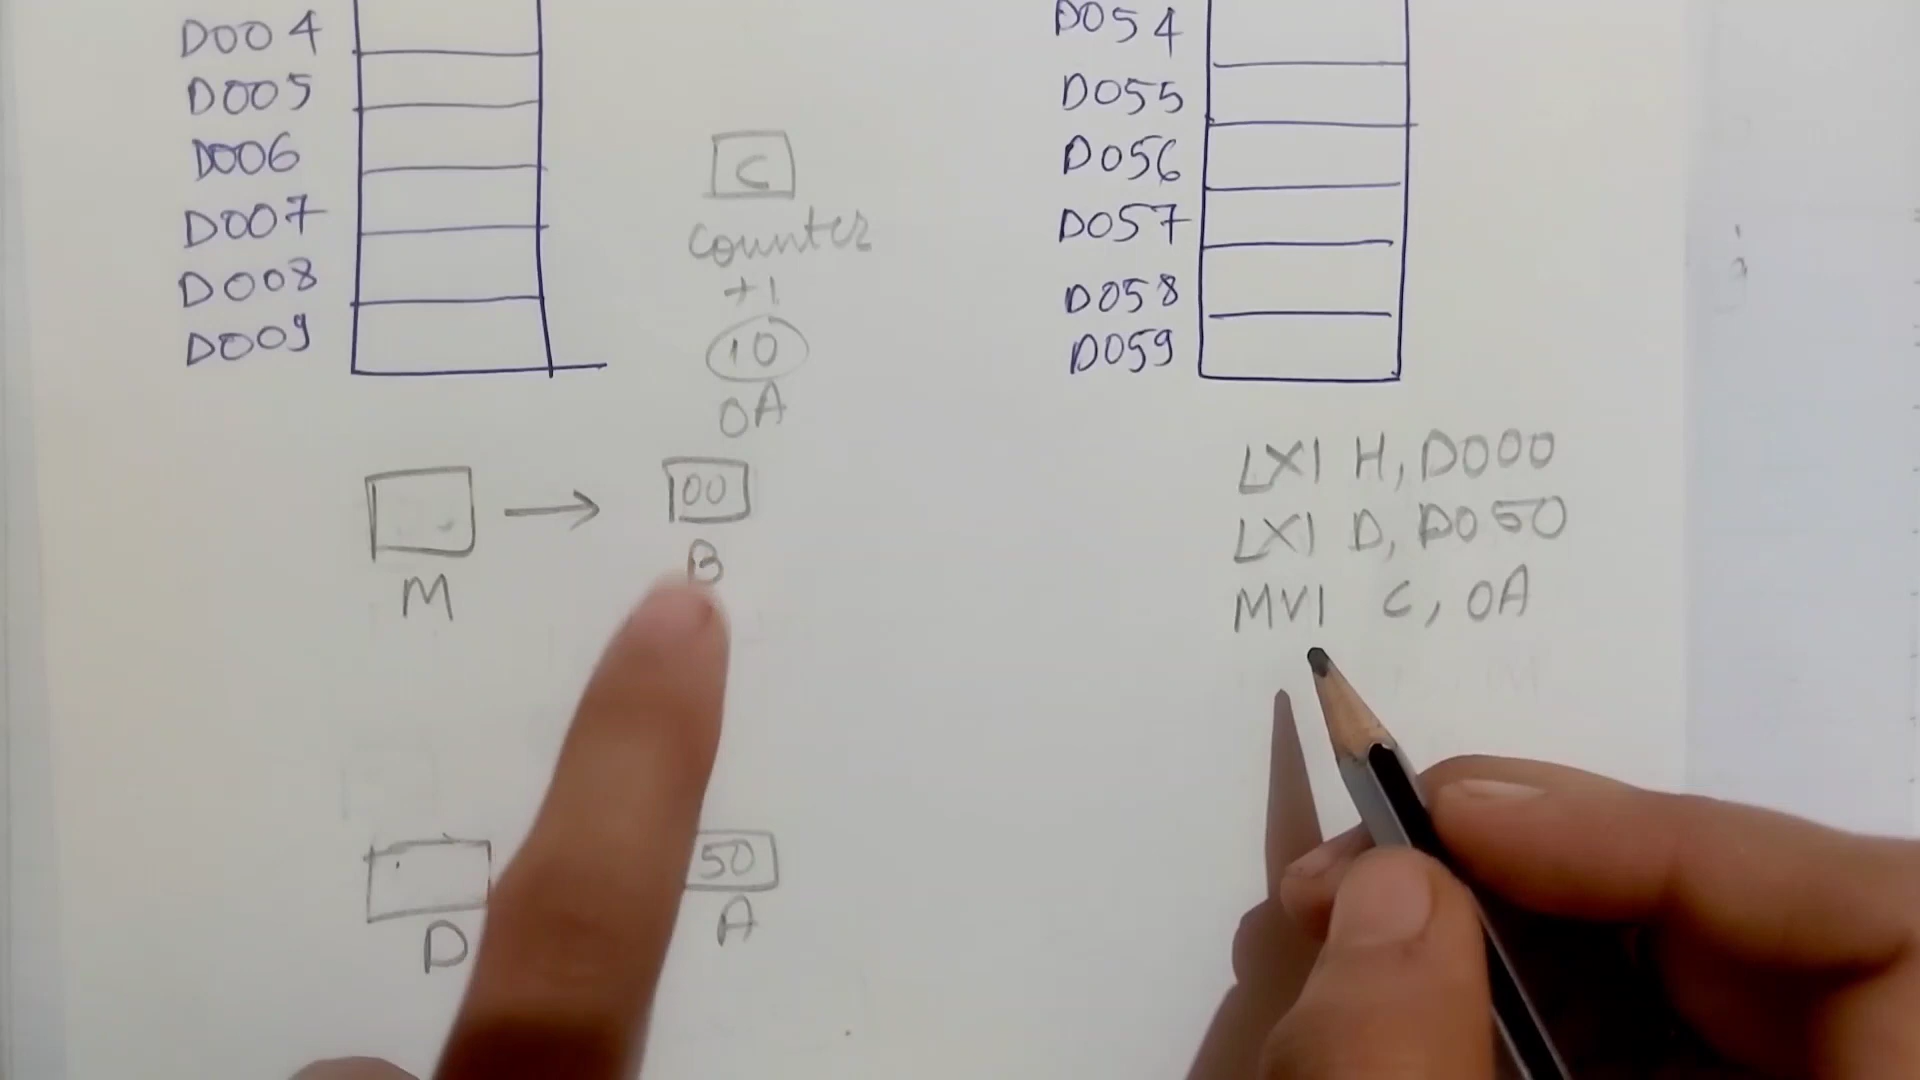 D004
D005
D006
D007
D008
D009
C
counter
+1
10
0A
D054
D055
D056
D057
D058
D059
M
00
B
D
50
A
LXI H, D000
LXI D, D050
MVI C, 0A